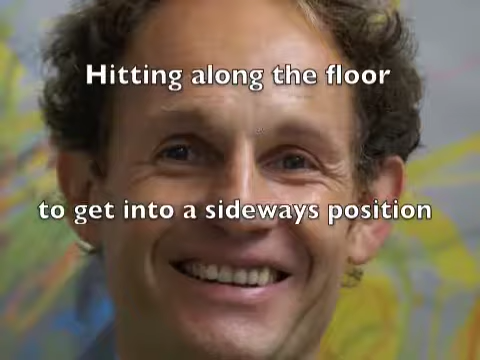 Hitting along the floor
to get into a sideways position